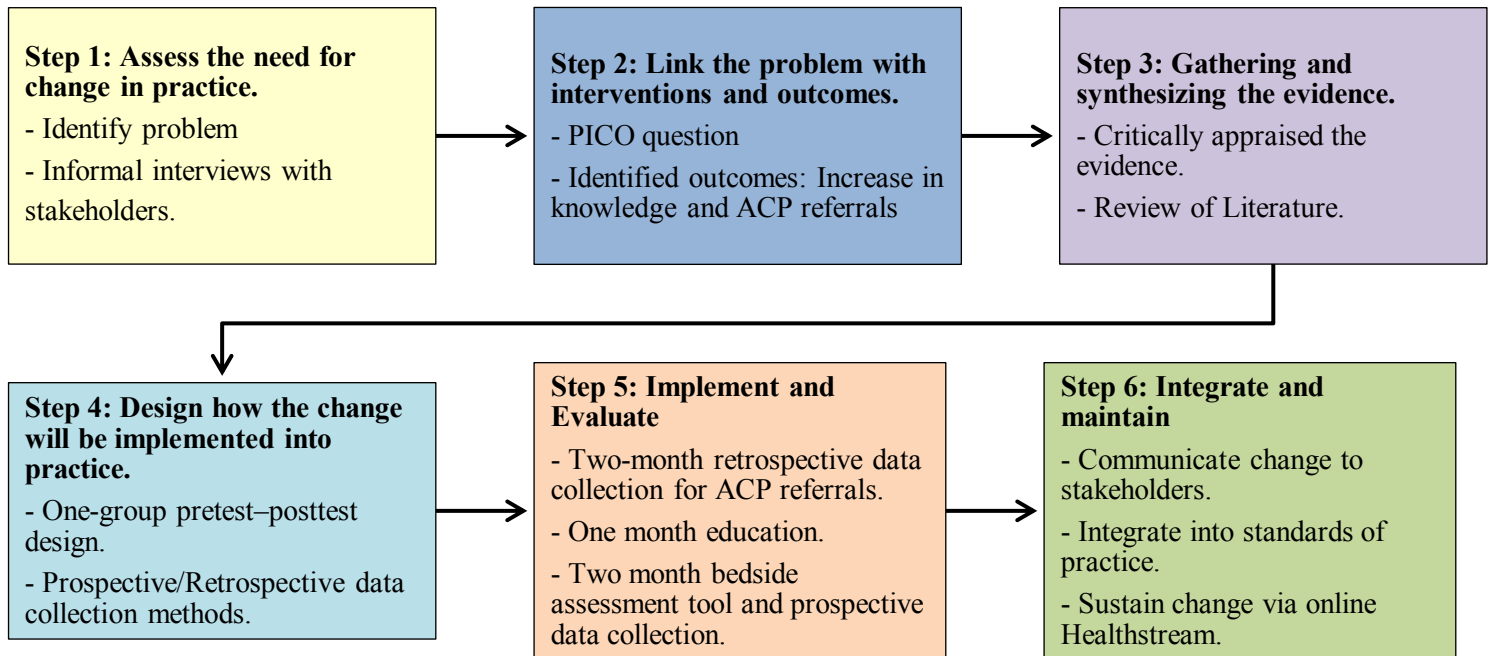 Step 1: Assess the need for
change in practice.
- Identify problem
- Informal interviews with
stakeholders.
Step 2: Link the problem with
interventions and outcomes.
- PICO question
- Identified outcomes: Increase in
knowledge and ACP referrals
Step 3: Gathering and
synthesizing the evidence.
- Critically appraised the
evidence.
- Review of Literature.
Step 4: Design how the change
will be implemented into
practice.
- One-group pretest–posttest
design.
- Prospective/Retrospective data
collection methods.
Step 5: Implement and
Evaluate
- Two-month retrospective data
collection for ACP referrals.
- One month education.
- Two month bedside
assessment tool and prospective
data collection.
Step 6: Integrate and
maintain
- Communicate change to
stakeholders.
- Integrate into standards of
practice.
- Sustain change via online
Healthstream.